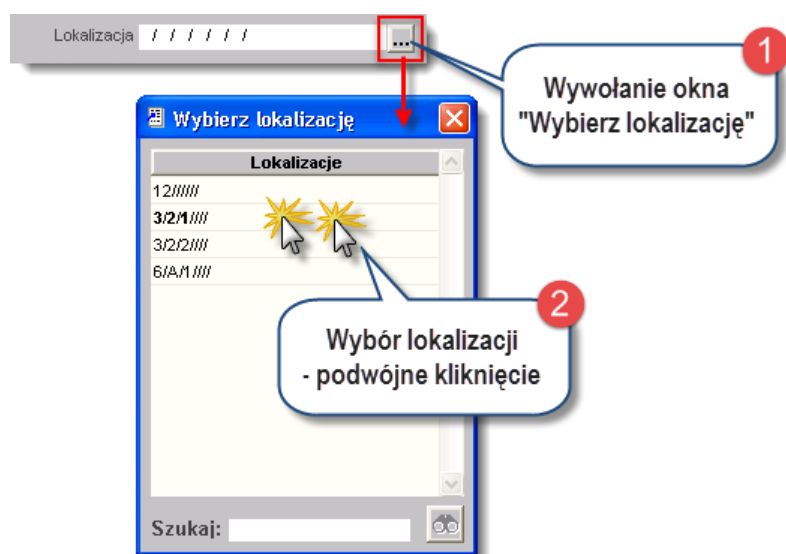 Lokalizacja / / / / / / ...
1
Wywołanie okna
"Wybierz lokalizację"
Wybierz lokalizację
Lokalizacje
12//////
3/2/1////
3/2/2////
6/A/1////
2
Wybór lokalizacji
- podwójne kliknięcie
Szukaj: